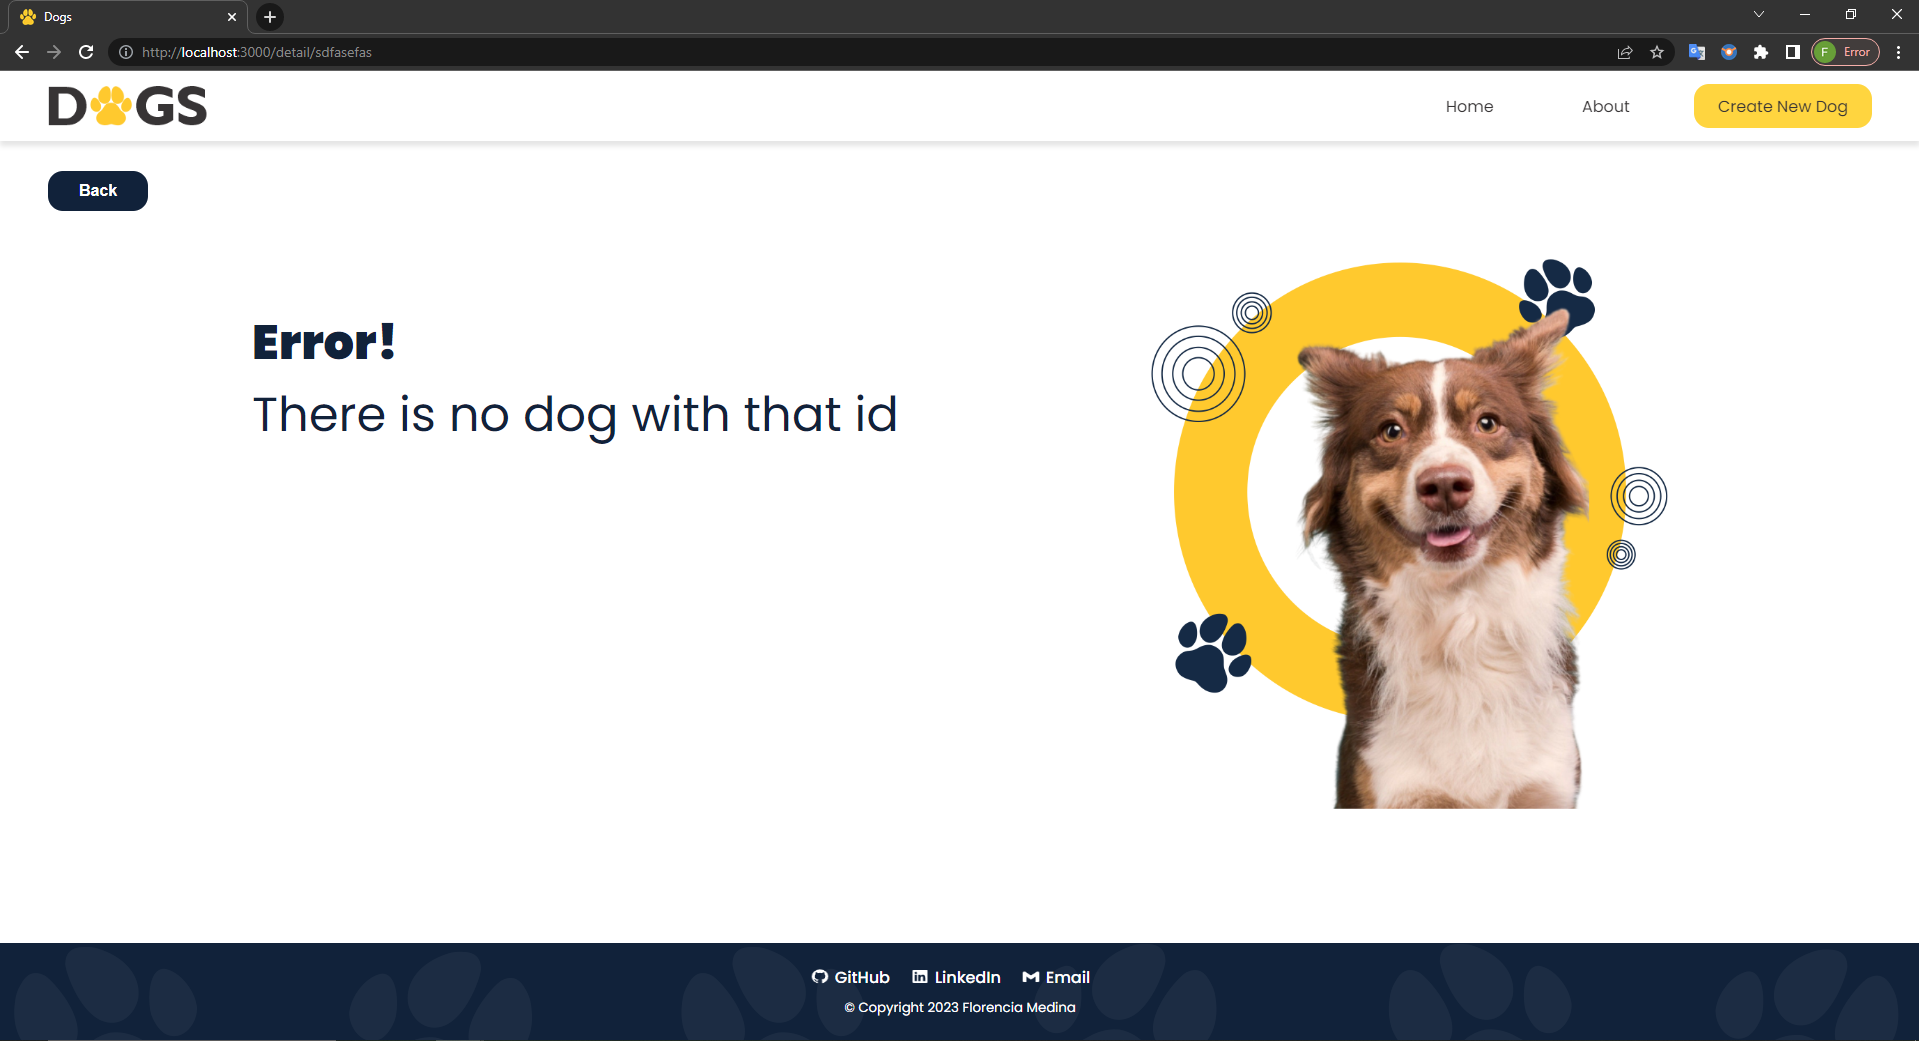 Dogs
http://localhost:3000/detail/sdfasefas
F Error
DOGS
Home
About
Create New Dog
Back
Error!
There is no dog with that id
GitHub
LinkedIn
Email
© Copyright 2023 Florencia Medina